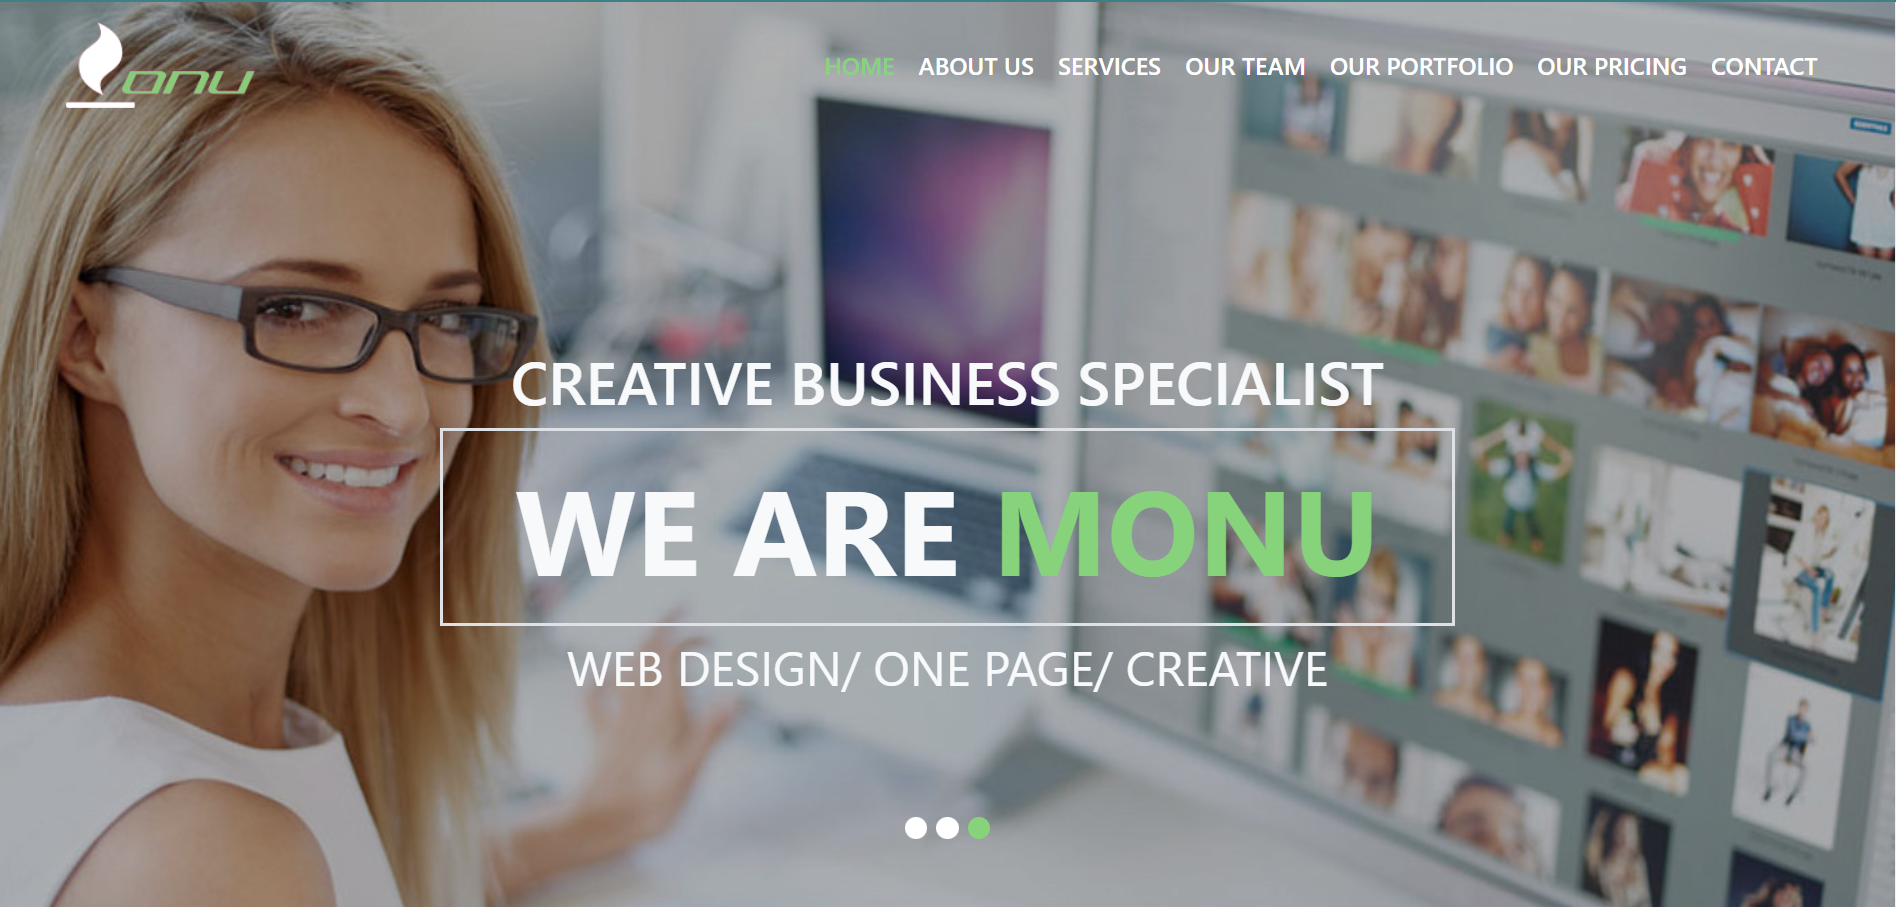 onu
HOME ABOUT US SERVICES OUR TEAM OUR PORTFOLIO OUR PRICING CONTACT
CREATIVE BUSINESS SPECIALIST
WE ARE MONU
WEB DESIGN/ ONE PAGE/ CREATIVE